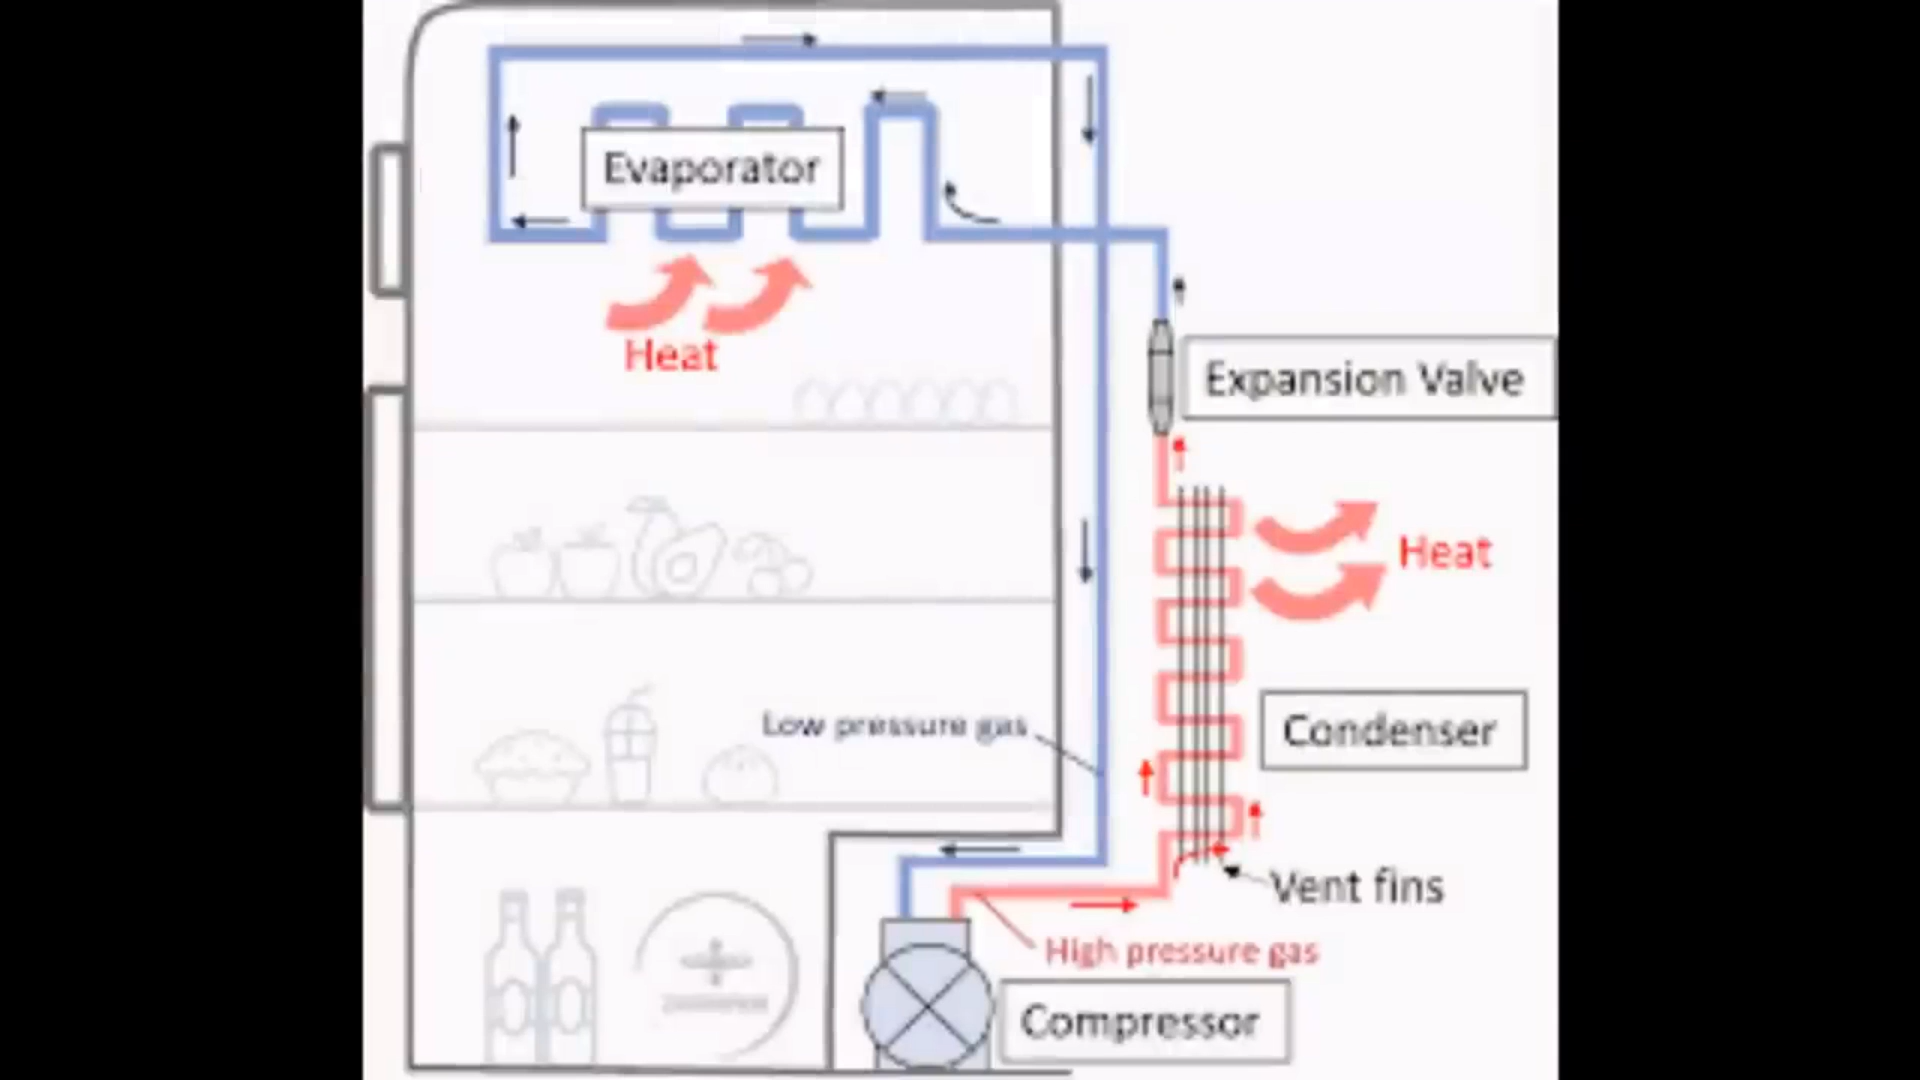 Evaporator
Heat
Expansion Valve
Heat
Low pressure gas
Condenser
Vent fins
High pressure gas
Compressor